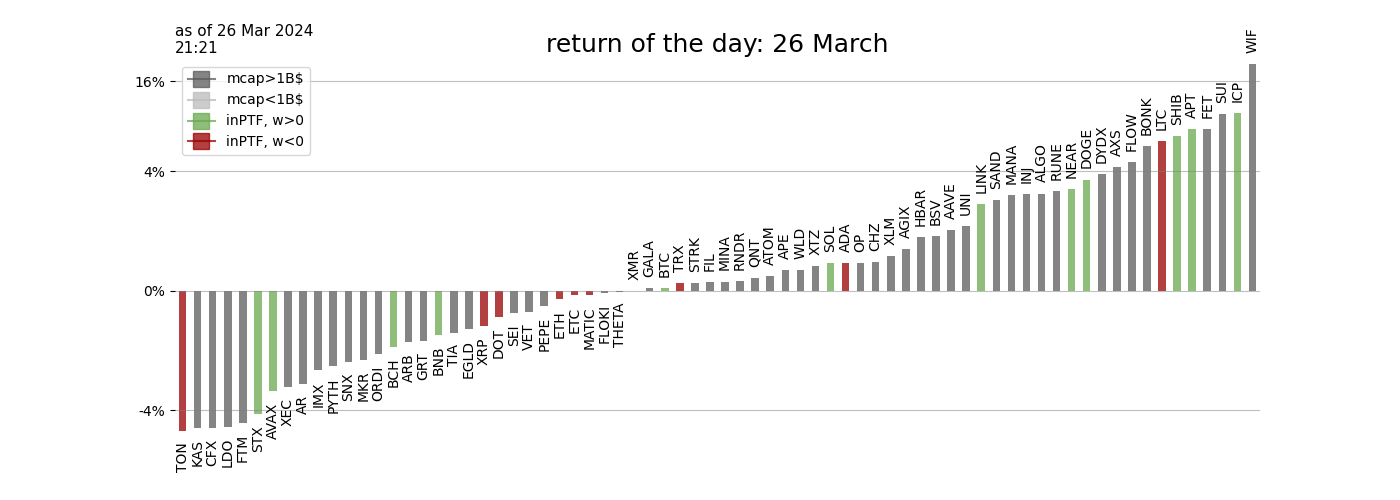 as of 26 Mar 2024
21:21
return of the day: 26 March
mcap>1B$
mcap<1B$
inPTF, w>0
inPTF, w<0
16%
4%
0%
-4%
TON
KAS
CFX
LDO
FTM
STX
AVAX
XEC
AR
IMX
PYTH
SNX
MKR
ORDI
BCH
ARB
GRT
BNB
TIA
EGLD
XRP
DOT
SEI
VET
PEPE
ETH
ETC
MATIC
FLOKI
THETA
XMR
GALA
BTC
TRX
STRK
FIL
MINA
RNDR
QNT
ATOM
APE
WLD
XTZ
SOL
ADA
OP
CHZ
XLM
AGIX
HBAR
BSV
AAVE
UNI
LINK
SAND
MANA
INJ
ALGO
RUNE
NEAR
DOGE
DYDX
AXS
FLOW
BONK
LTC
SHIB
APT
FET
SUI
ICP
WIF